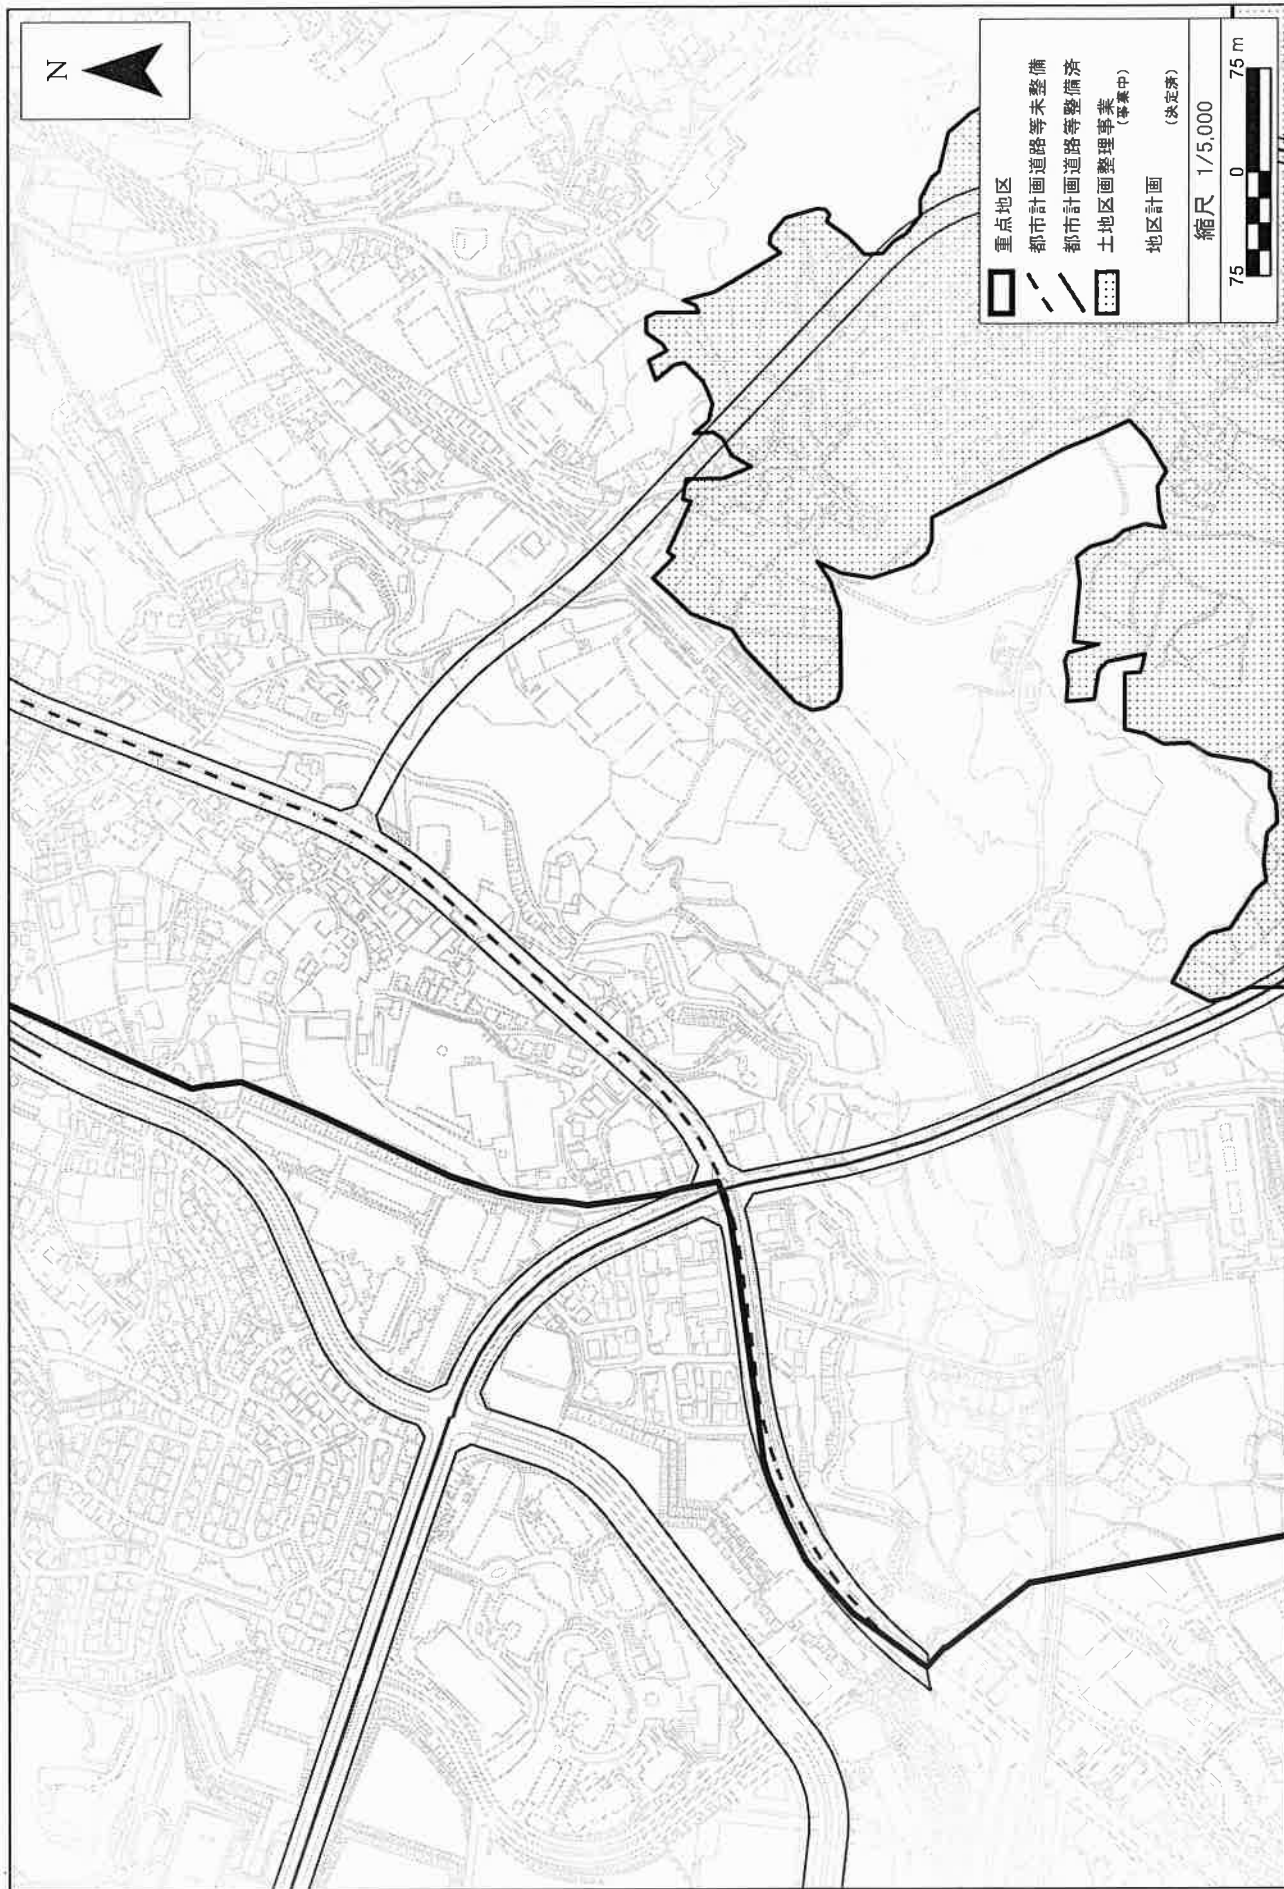 N
重点地区
都市計画道路等未整備
都市計画道路等整備済
土地区画整理事業
(事業中)
地区計画
(決定済)
縮尺 1/5,000
75 0 75 m